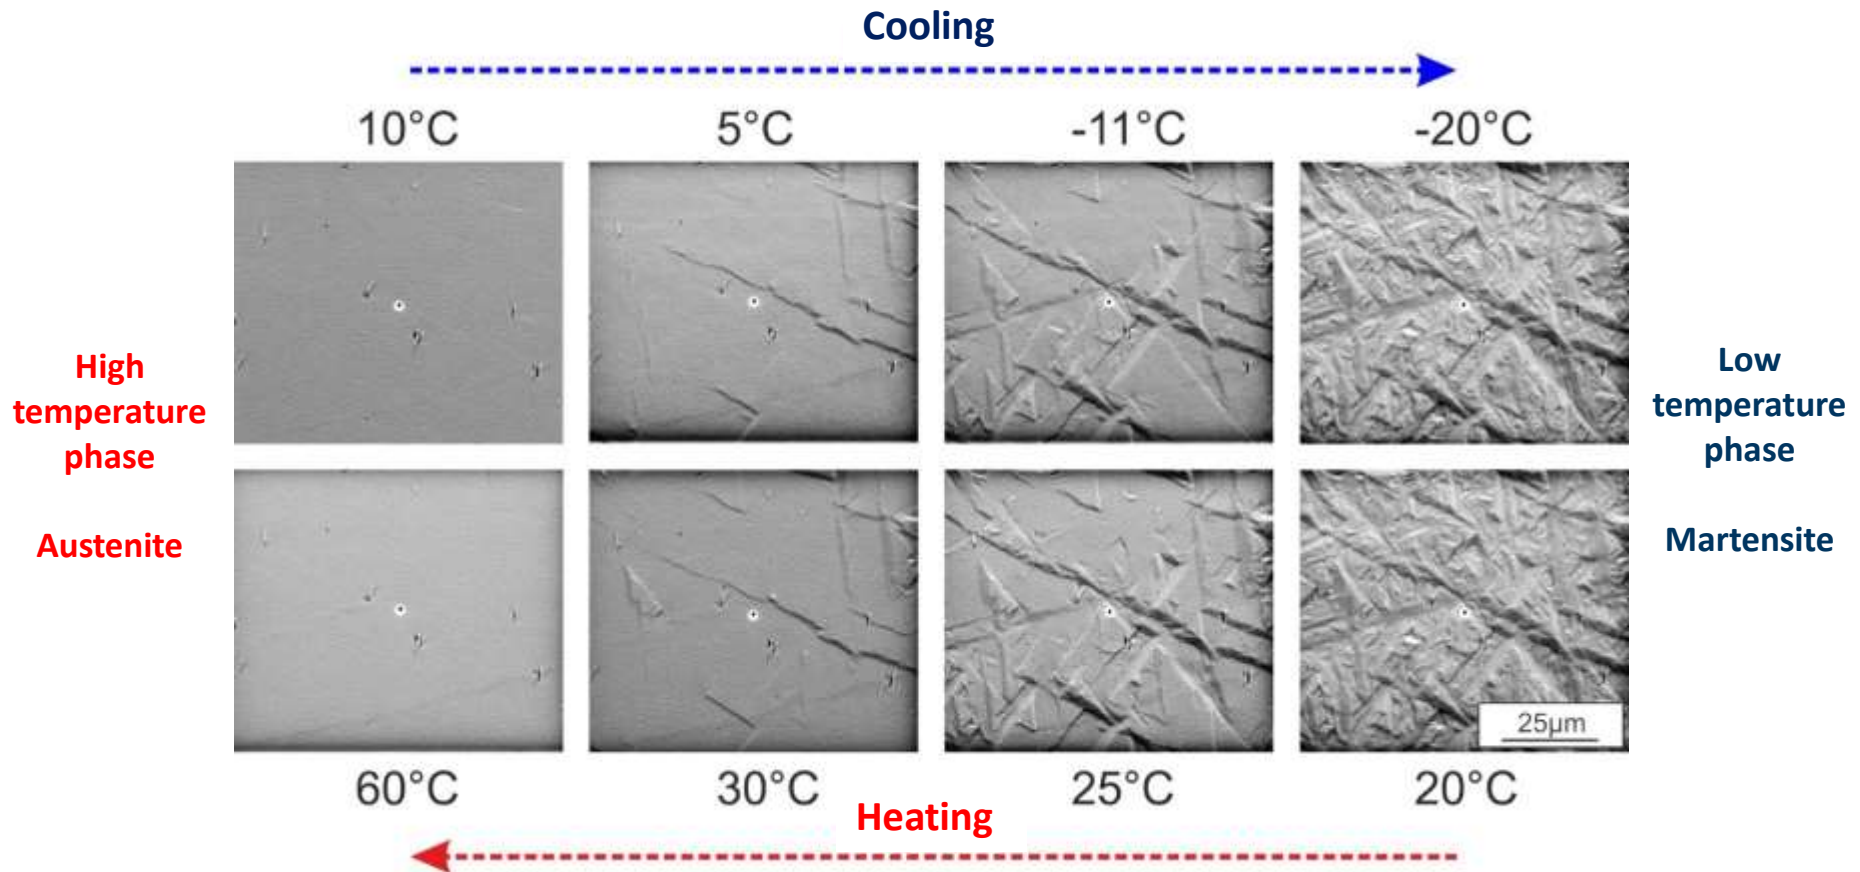 Cooling
10°C
5°C
-11°C
-20°C
High
temperature
phase
Austenite
Low
temperature
phase
Martensite
25μm
60°C
30°C
25°C
20°C
Heating